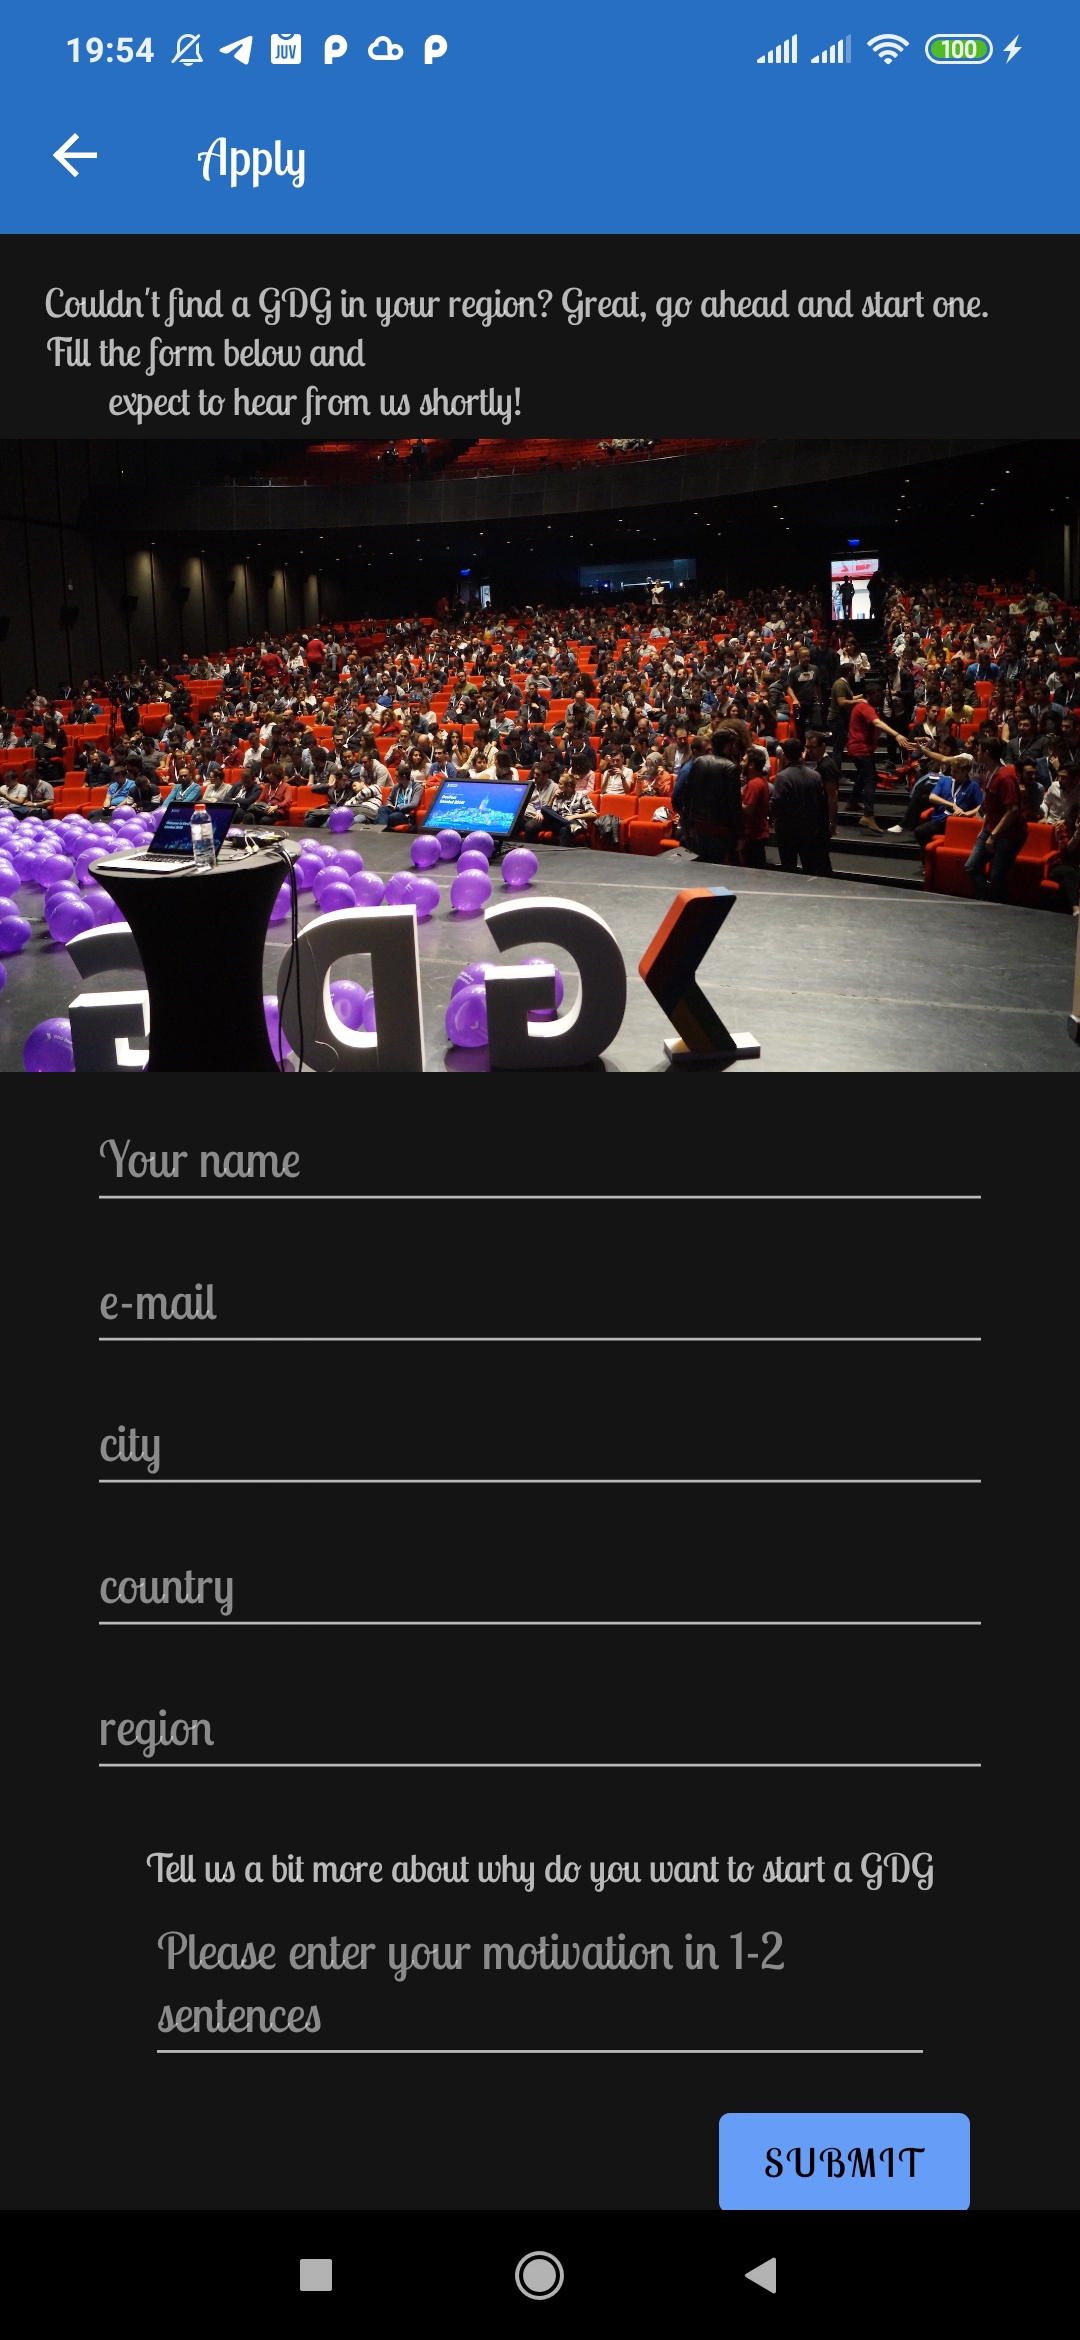 19:54 JUV 100
Apply
Couldn't find a GDG in your region? Great, go ahead and start one.
Fill the form below and
expect to hear from us shortly!
GDG
Your name
e-mail
city
country
region
Tell us a bit more about why do you want to start a GDG
Please enter your motivation in 1-2
sentences
SUBMIT